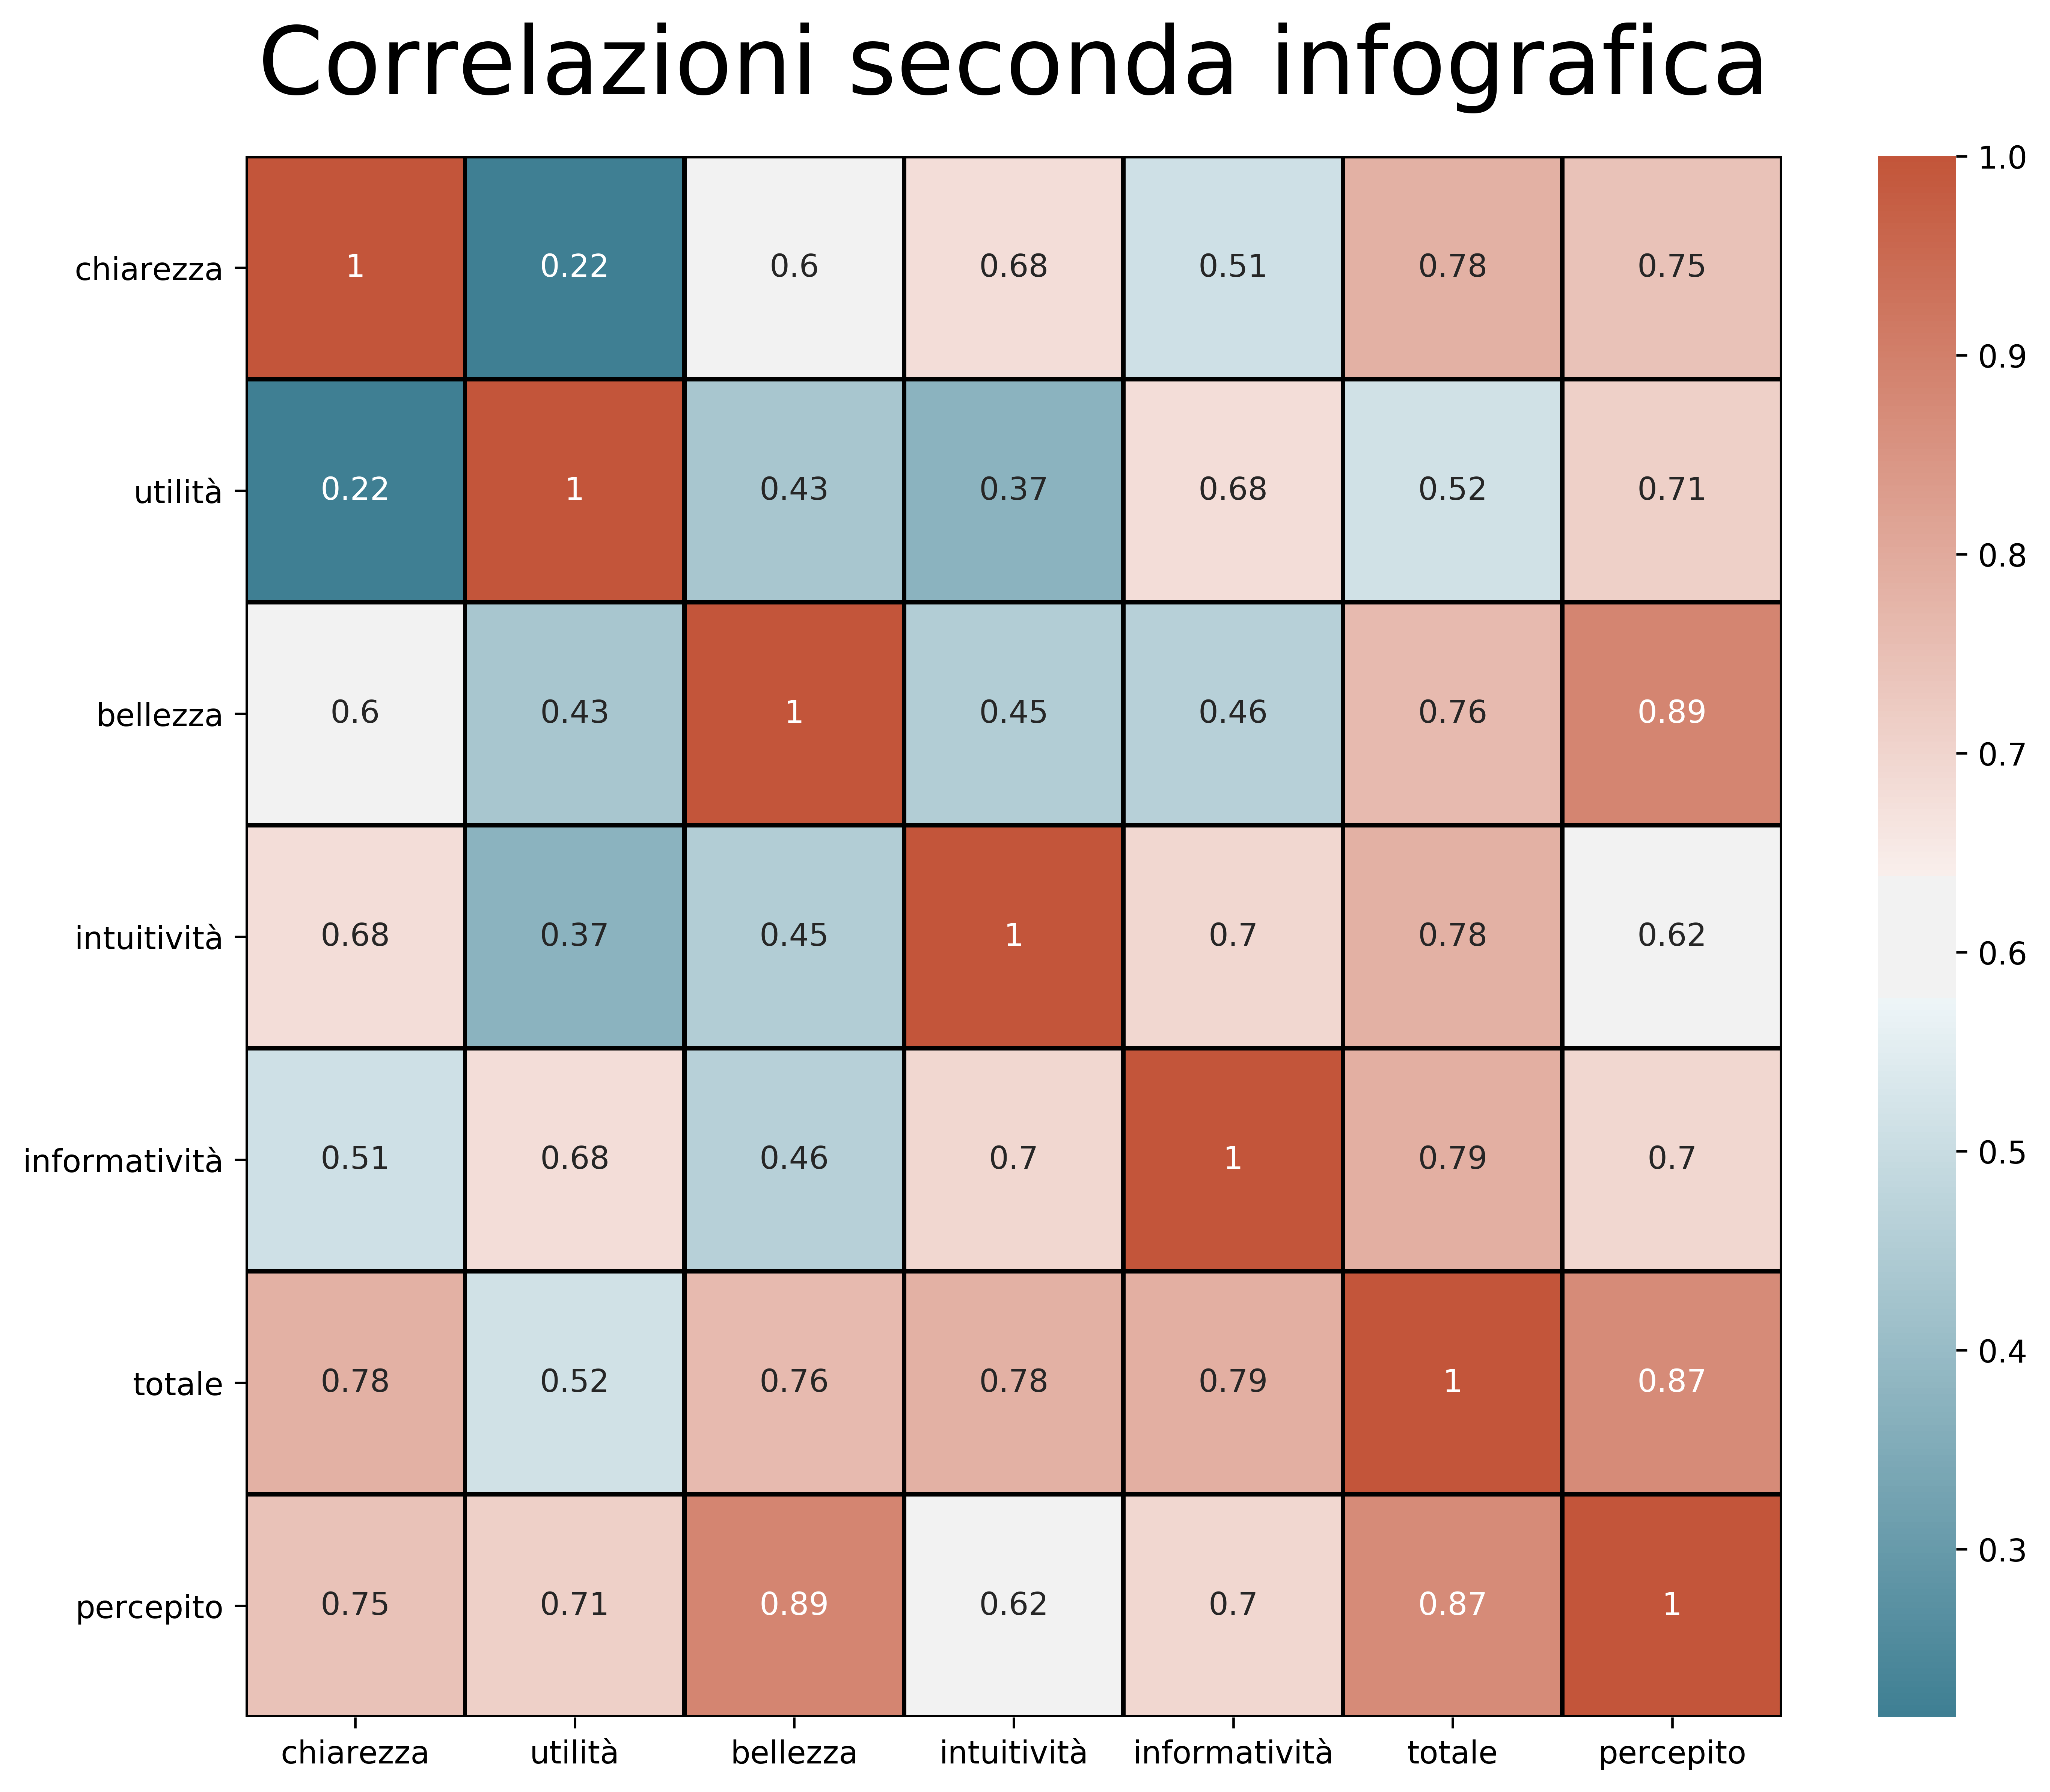 Correlazioni seconda infografica
chiarezza 1 0.22 0.6 0.68 0.51 0.78 0.75
utilità 0.22 1 0.43 0.37 0.68 0.52 0.71
bellezza 0.6 0.43 1 0.45 0.46 0.76 0.89
intuitività 0.68 0.37 0.45 1 0.7 0.78 0.62
informatività 0.51 0.68 0.46 0.7 1 0.79 0.7
totale 0.78 0.52 0.76 0.78 0.79 1 0.87
percepito 0.75 0.71 0.89 0.62 0.7 0.87 1
chiarezza utilità bellezza intuitività informatività totale percepito
1.0
0.9
0.8
0.7
0.6
0.5
0.4
0.3